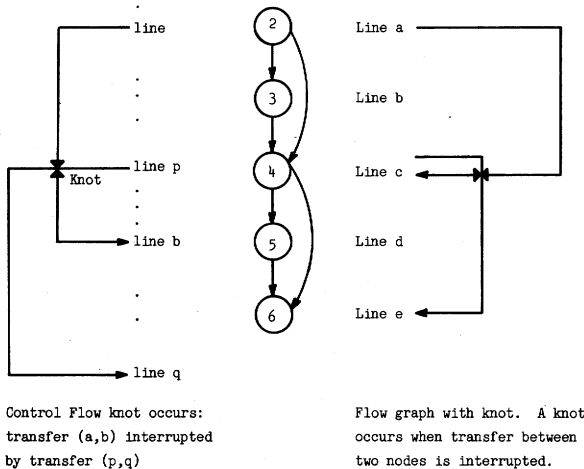 line
line p
Knot
line b
line q
2
3
4
5
6
Line a
Line b
Line c
Line d
Line e
Control Flow knot occurs:
transfer (a,b) interrupted
by transfer (p,q)
Flow graph with knot. A knot
occurs when transfer between
two nodes is interrupted.